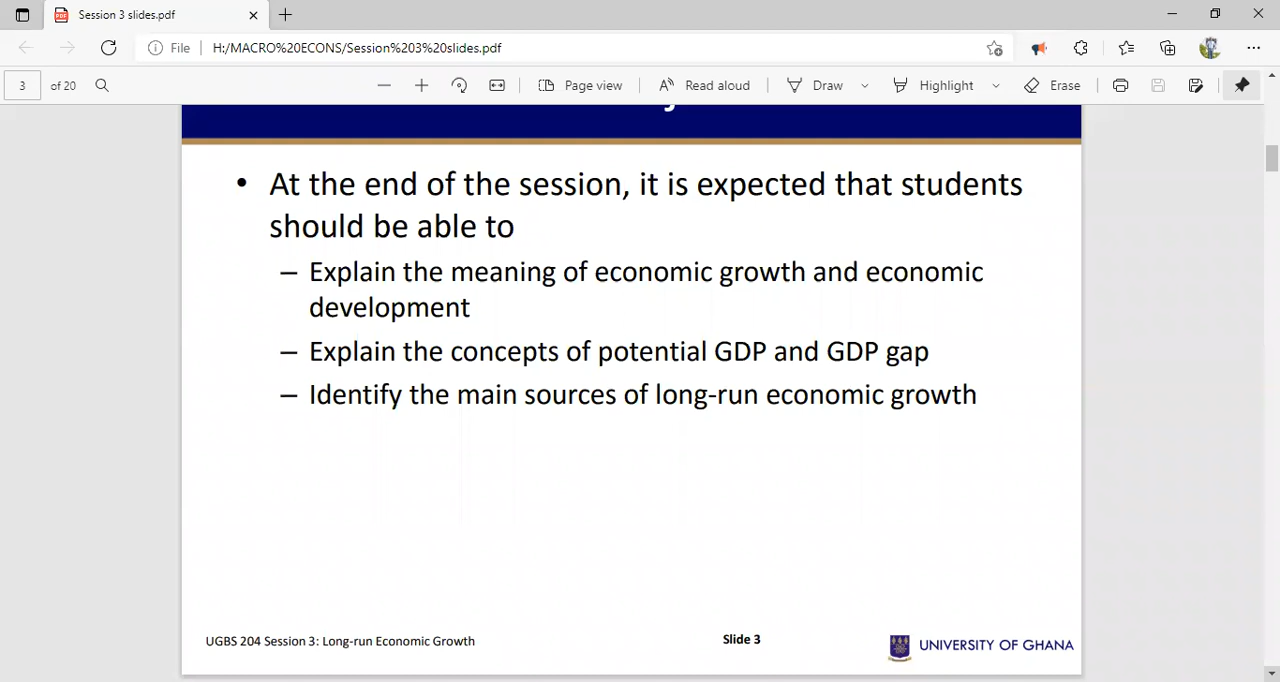 Session 3 slides.pdf
File
H:/MACRO%20ECONS/Session%203%20slides.pdf
3 of 20
Page view
Read aloud
Draw
Highlight
Erase
• At the end of the session, it is expected that students
should be able to
– Explain the meaning of economic growth and economic
development
– Explain the concepts of potential GDP and GDP gap
– Identify the main sources of long-run economic growth
UGBS 204 Session 3: Long-run Economic Growth
Slide 3
UNIVERSITY OF GHANA